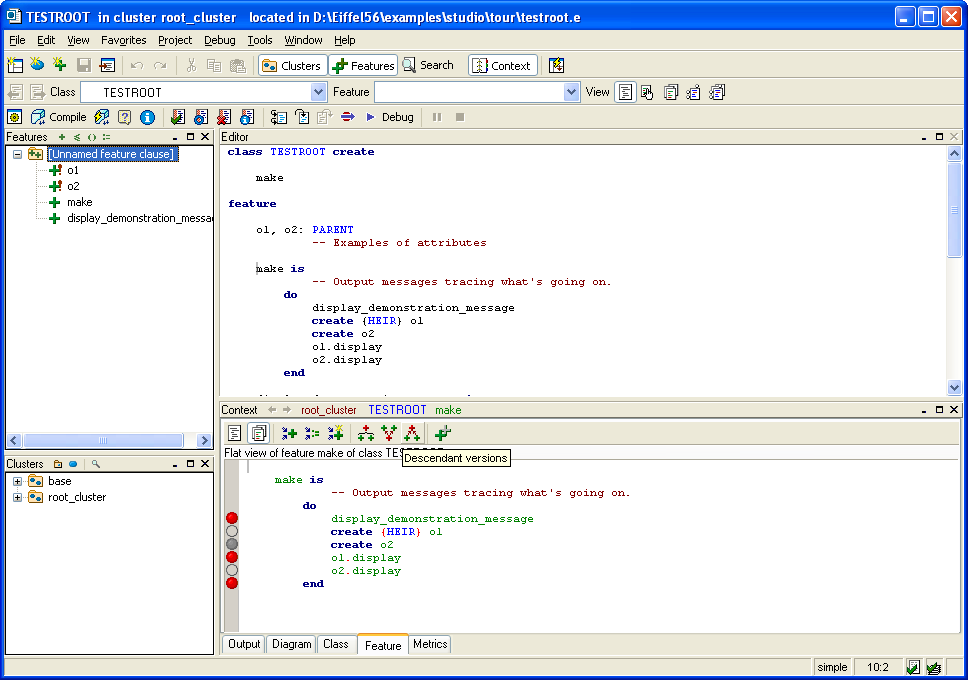 TESTROOT in cluster root_cluster located in D:\Eiffel56\examples\studio\tour\testroot.e
File Edit View Favorites Project Debug Tools Window Help
Clusters Features Search Context
Class TESTROOT Feature View
Compile Debug
Features
[Unnamed feature clause]
o1
o2
make
display_demonstration_messa
Editor
class TESTROOT create
make
feature
o1, o2: PARENT
-- Examples of attributes
make is
-- Output messages tracing what's going on.
do
display_demonstration_message
create {HEIR} o1
create o2
o1.display
o2.display
end
Clusters
base
root_cluster
Context root_cluster TESTROOT make
Flat view of feature make of class TES
Descendant versions
make is
-- Output messages tracing what's going on.
do
display_demonstration_message
create {HEIR} o1
create o2
o1.display
o2.display
end
Output Diagram Class Feature Metrics
simple 10:2